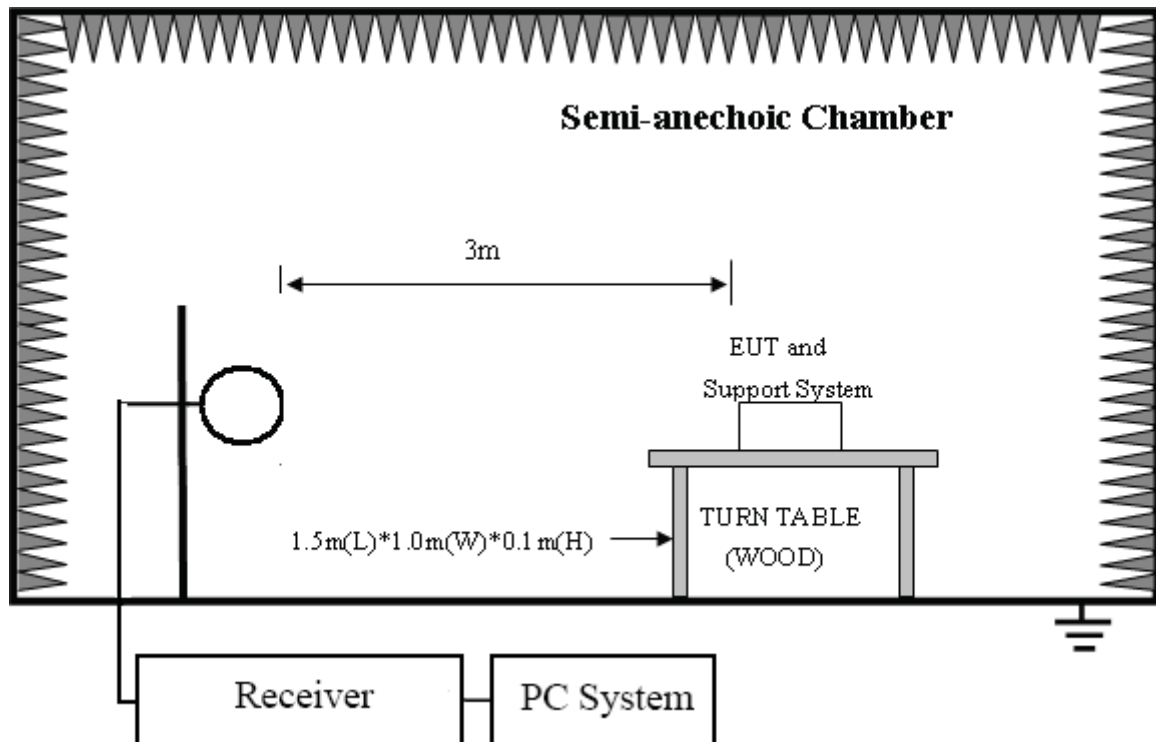 Semi-anechoic Chamber
3m
EUT and
Support System
1.5m(L)*1.0m(W)*0.1m(H)
TURN TABLE
(WOOD)
Receiver
PC System